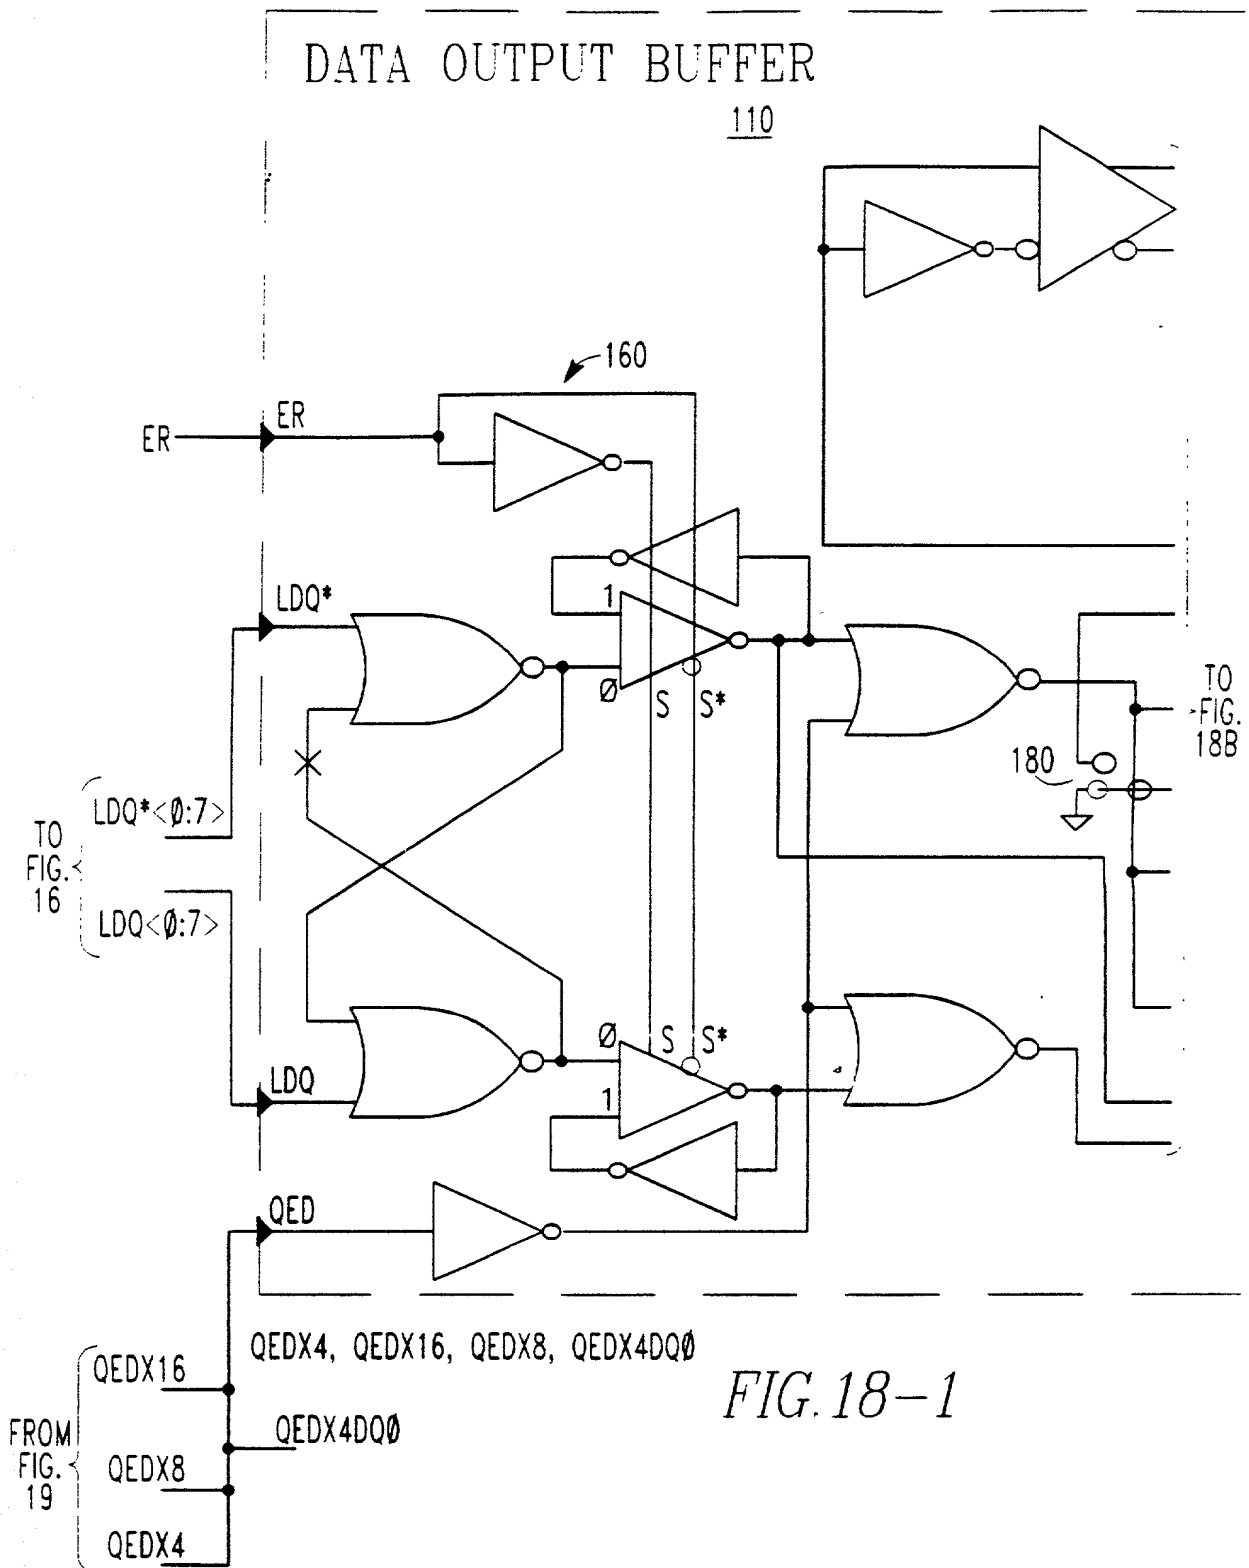 DATA OUTPUT BUFFER
110
160
ER
ER
LDQ*
1
Ø
S
S*
TO
FIG.
18B
180
LDQ*<Ø:7>
TO
FIG.
16
LDQ<Ø:7>
Ø
S
S*
1
LDQ
QED
QEDX4, QEDX16, QEDX8, QEDX4DQØ
FIG.18-1
QEDX16
QEDX4DQØ
FROM
FIG.
19
QEDX8
QEDX4